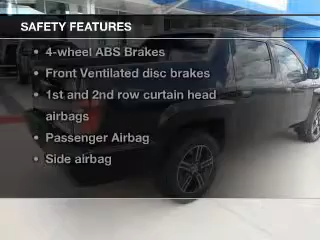 SAFETY FEATURES
• 4-wheel ABS Brakes
• Front Ventilated disc brakes
• 1st and 2nd row curtain head
airbags
• Passenger Airbag
• Side airbag